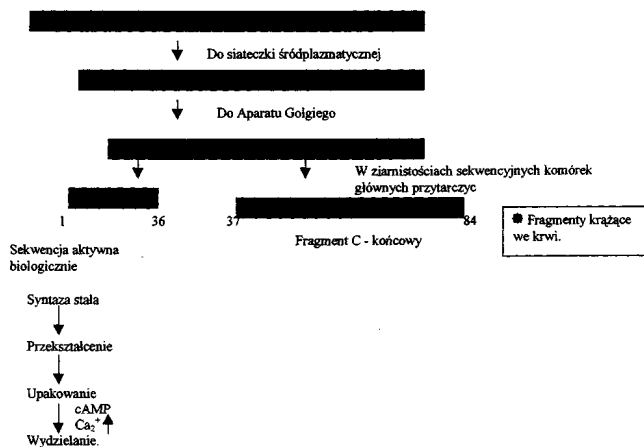 Do siateczki śródplazmatycznej
Do Aparatu Golgiego
W ziarnistościach sekwencyjnych komórek
głównych przytarczyc
1 36 37 84
Fragment C - końcowy
Fragmenty krążące
we krwi.
Sekwencja aktywna
biologicznie
Syntaza stała
Przekształcenie
Upakowanie
cAMP
Ca₂⁺
Wydzielanie.